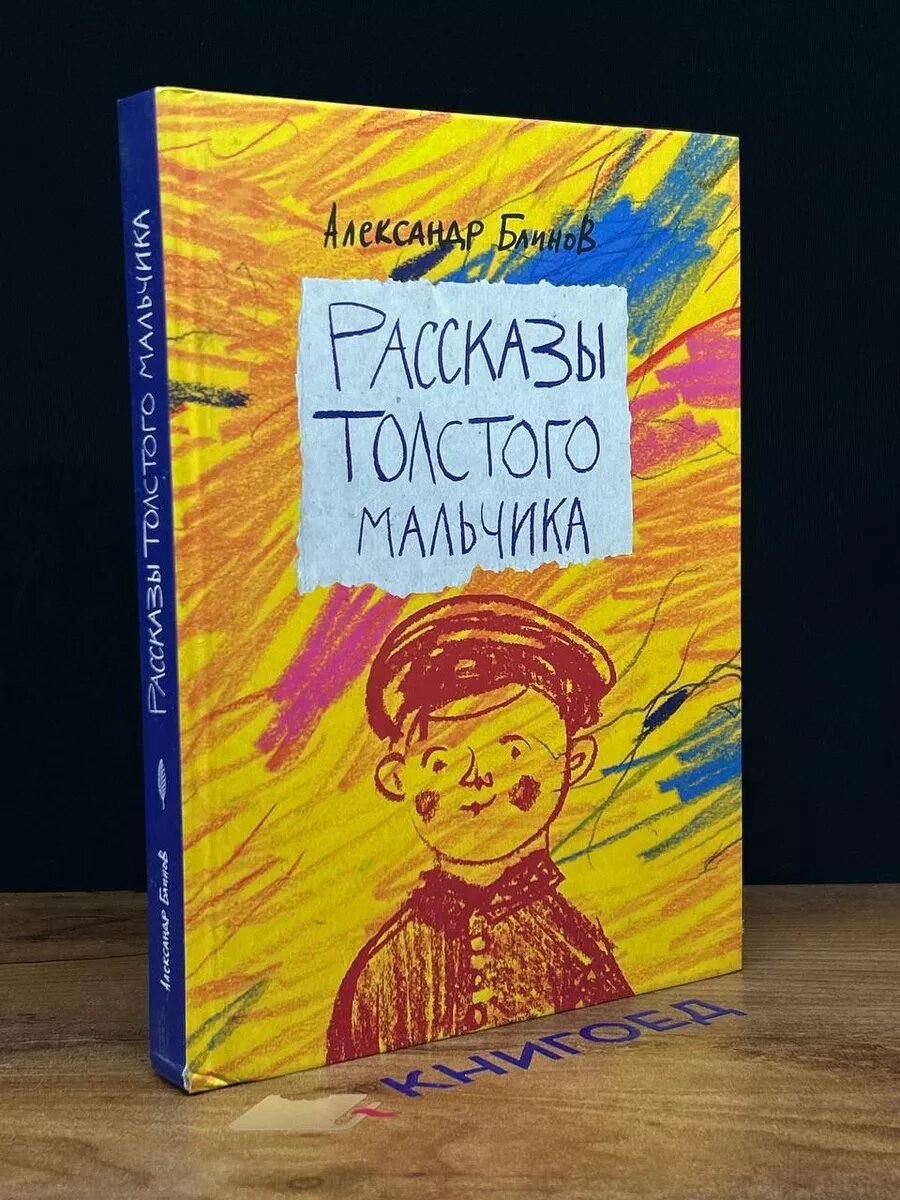 Александр Блинов
Рассказы
толстого
мальчика
Рассказы толстого мальчика
Александр Блинов
КНИГОЕД